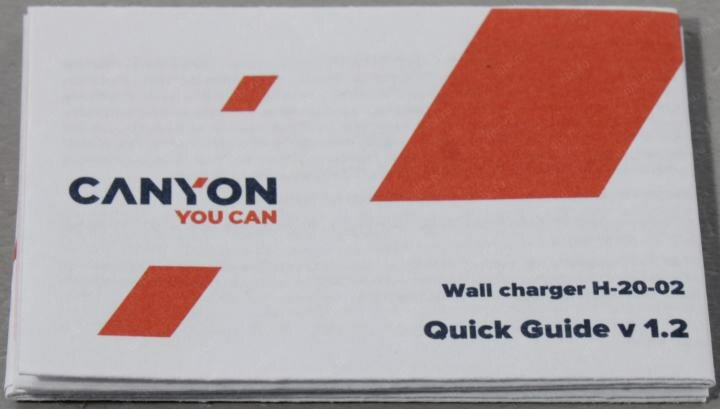 CANYON
YOU CAN
Wall charger H-20-02
Quick Guide v 1.2